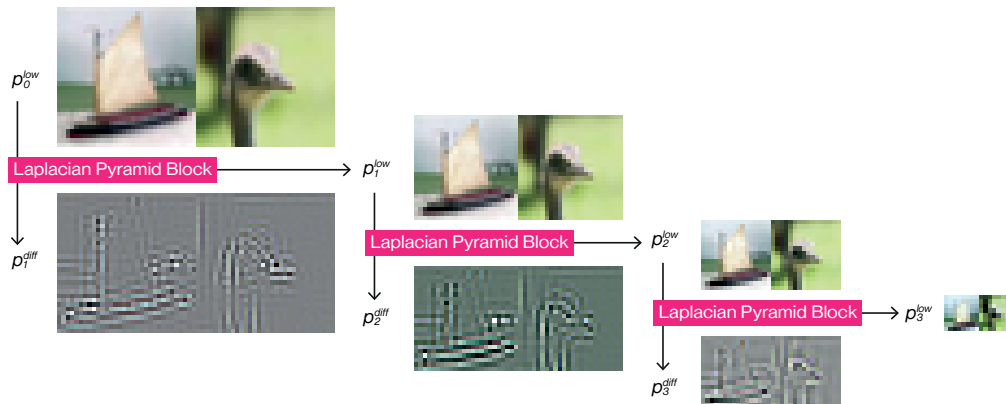 p₀ˡᵒʷ
Laplacian Pyramid Block
p₁ˡᵒʷ
p₁ᵈⁱᶠᶠ
Laplacian Pyramid Block
p₂ˡᵒʷ
p₂ᵈⁱᶠᶠ
Laplacian Pyramid Block
p₃ˡᵒʷ
p₃ᵈⁱᶠᶠ